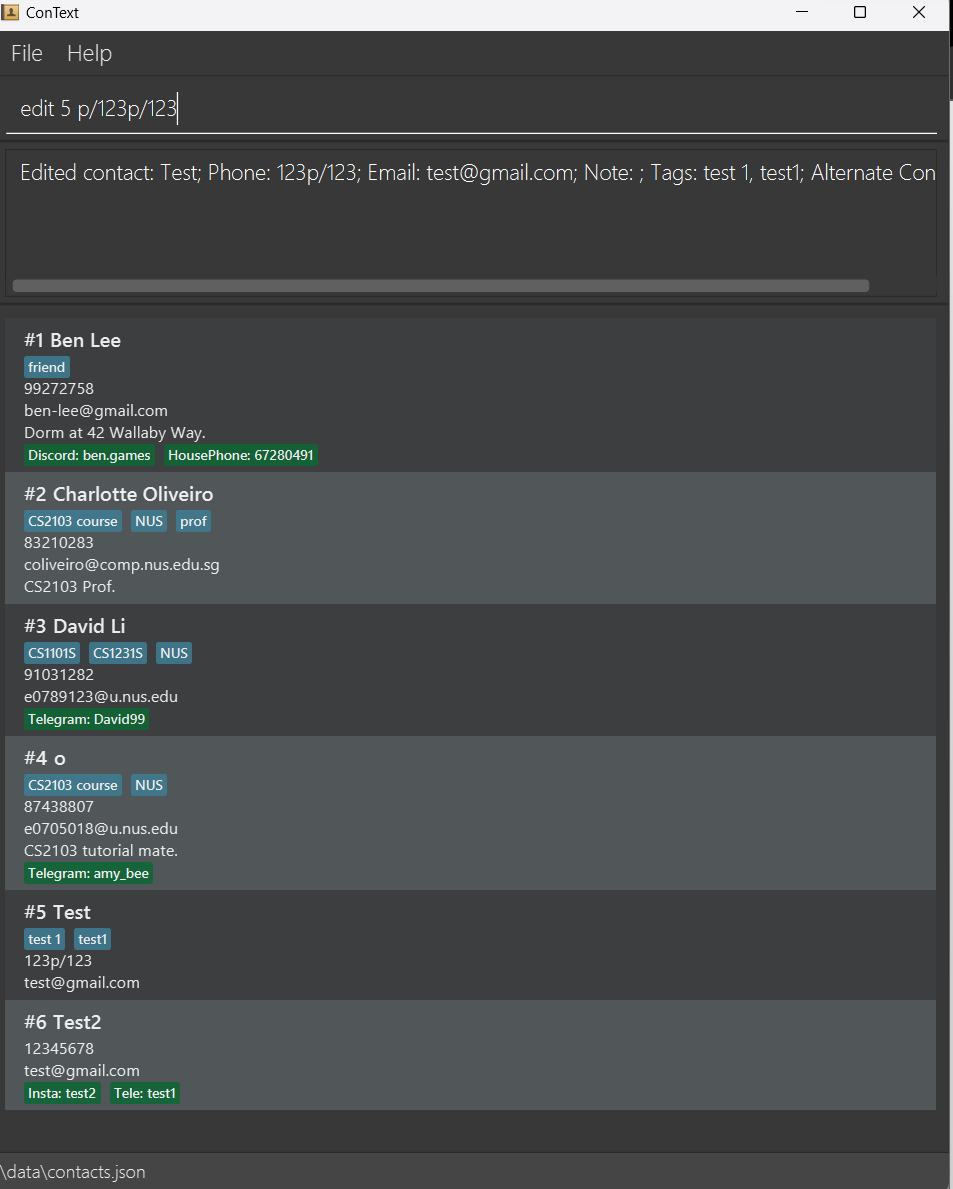 ConText
File Help
edit 5 p/123p/123
Edited contact: Test; Phone: 123p/123; Email: test@gmail.com; Note: ; Tags: test 1, test1; Alternate Con
#1 Ben Lee
friend
99272758
ben-lee@gmail.com
Dorm at 42 Wallaby Way.
Discord: ben.games HousePhone: 67280491
#2 Charlotte Oliveiro
CS2103 course NUS prof
83210283
coliveiro@comp.nus.edu.sg
CS2103 Prof.
#3 David Li
CS1101S CS1231S NUS
91031282
e0789123@u.nus.edu
Telegram: David99
#4 o
CS2103 course NUS
87438807
e0705018@u.nus.edu
CS2103 tutorial mate.
Telegram: amy_bee
#5 Test
test 1 test1
123p/123
test@gmail.com
#6 Test2
12345678
test@gmail.com
Insta: test2 Tele: test1
\data\contacts.json